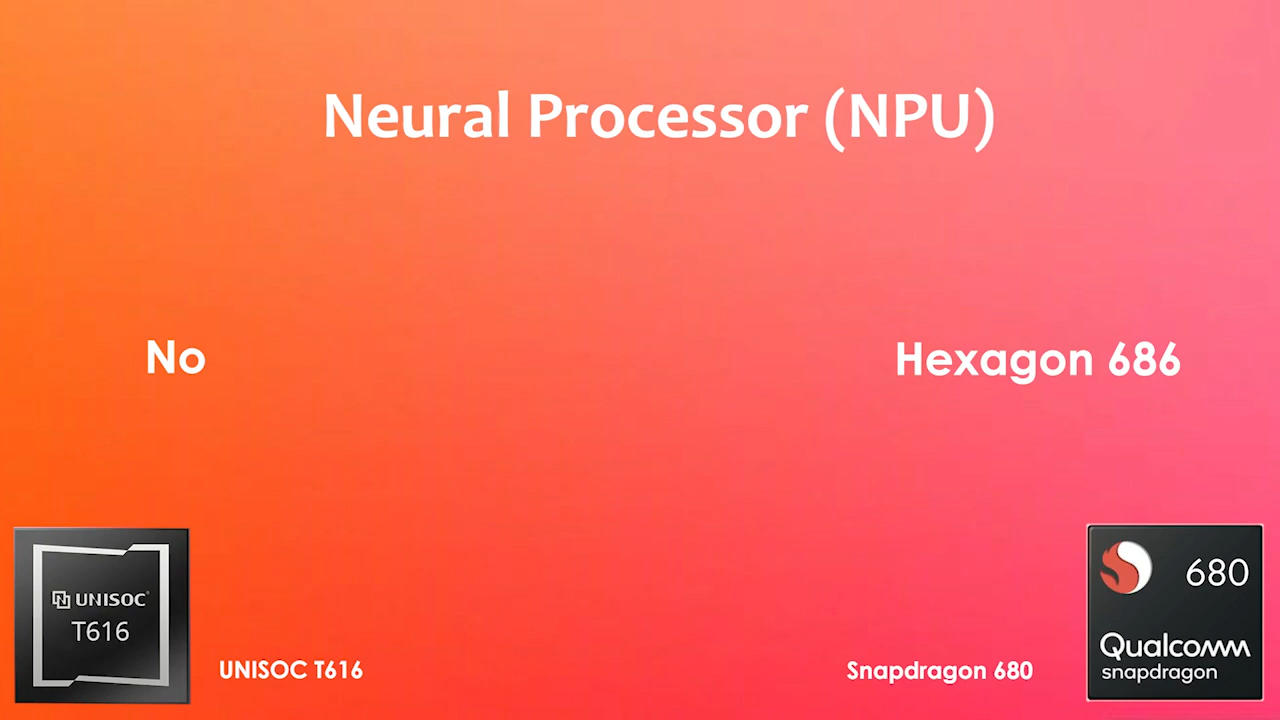 Neural Processor (NPU)
No
Hexagon 686
UNISOC
T616
UNISOC T616
Snapdragon 680
680
Qualcomm
snapdragon